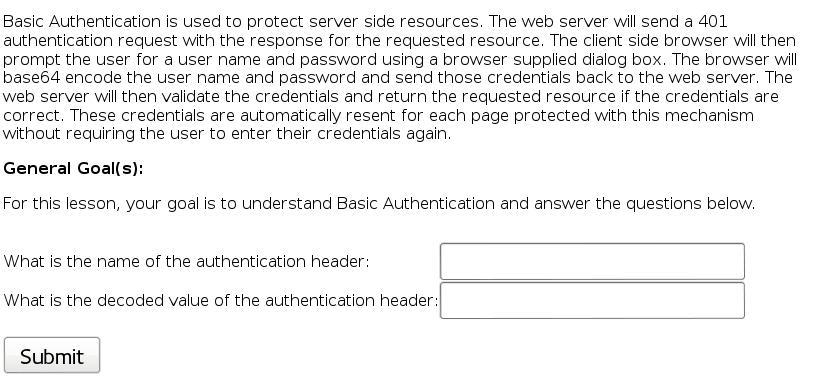 Basic Authentication is used to protect server side resources. The web server will send a 401
authentication request with the response for the requested resource. The client side browser will then
prompt the user for a user name and password using a browser supplied dialog box. The browser will
base64 encode the user name and password and send those credentials back to the web server. The
web server will then validate the credentials and return the requested resource if the credentials are
correct. These credentials are automatically resent for each page protected with this mechanism
without requiring the user to enter their credentials again.
General Goal(s):
For this lesson, your goal is to understand Basic Authentication and answer the questions below.
What is the name of the authentication header:
What is the decoded value of the authentication header:
Submit